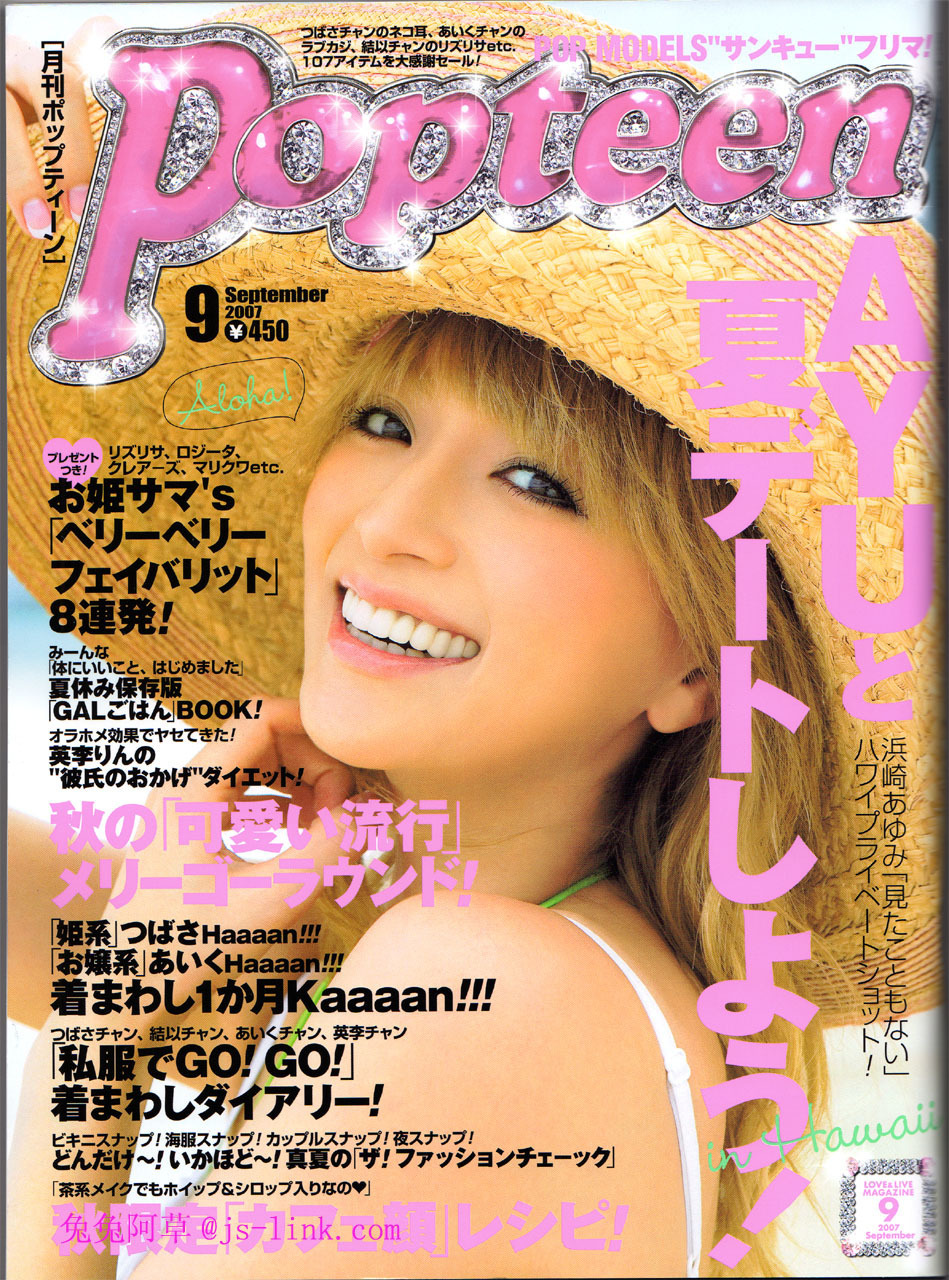 つばさチャンのネコ耳、あいくチャンの
ラブカジ、結以チャンのリズリサetc.
107アイテムを大感謝セール!
POP MODELS"サンキュー"フリマ!
[月刊ポップティーン]
Popteen
9 September
2007
¥450
Aloha!
AYUと
夏デートしよう!
浜崎あゆみ「見たこともない」
ハワイプライベートショット!
in Hawaii
プレゼント
つき!
リズリサ、ロジータ、
クレアーズ、マリクワetc.
お姫サマ's
「ベリーベリー
フェイバリット」
8連発!
みーんな
「体にいいこと、はじめました」
夏休み保存版
「GALごはん」BOOK!
オラホメ効果でヤセてきた!
英李りんの
"彼氏のおかげ"ダイエット!
秋の「可愛い流行」
メリーゴーラウンド!
「姫系」つばさHaaaan!!!
「お嬢系」あいくHaaaan!!!
着まわし1か月Kaaaan!!!
つばさチャン、結以チャン、あいくチャン、英李チャン
「私服でGO! GO!」
着まわしダイアリー!
ビキニスナップ! 海服スナップ! カップルスナップ! 夜スナップ!
どんだけ〜! いかほど〜! 真夏の「ザ! ファッションチェーック」
「茶系メイクでもホイップ&シロップ入りなの♥」
秋限定「カフェ顔」レシピ!
兔兔阿草@js-link.com
LOVE&LIVE
MAGAZINE
9
2007
September